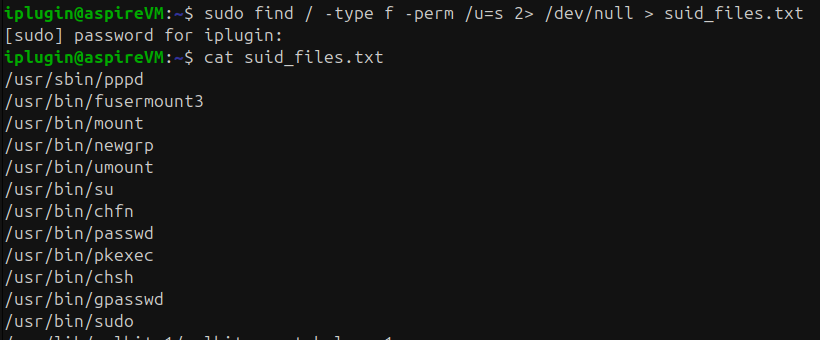 iplugin@aspireVM:~$ sudo find / -type f -perm /u=s 2> /dev/null > suid_files.txt
[sudo] password for iplugin:
iplugin@aspireVM:~$ cat suid_files.txt
/usr/sbin/pppd
/usr/bin/fusermount3
/usr/bin/mount
/usr/bin/newgrp
/usr/bin/umount
/usr/bin/su
/usr/bin/chfn
/usr/bin/passwd
/usr/bin/pkexec
/usr/bin/chsh
/usr/bin/gpasswd
/usr/bin/sudo